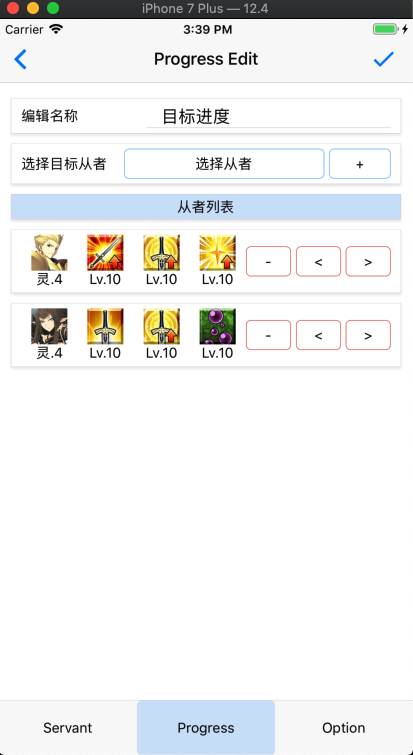 iPhone 7 Plus — 12.4
Carrier 3:39 PM
Progress Edit
编辑名称 目标进度
选择目标从者 选择从者 +
从者列表
灵.4 Lv.10 Lv.10 Lv.10 - < >
灵.4 Lv.10 Lv.10 Lv.10 - < >
Servant Progress Option